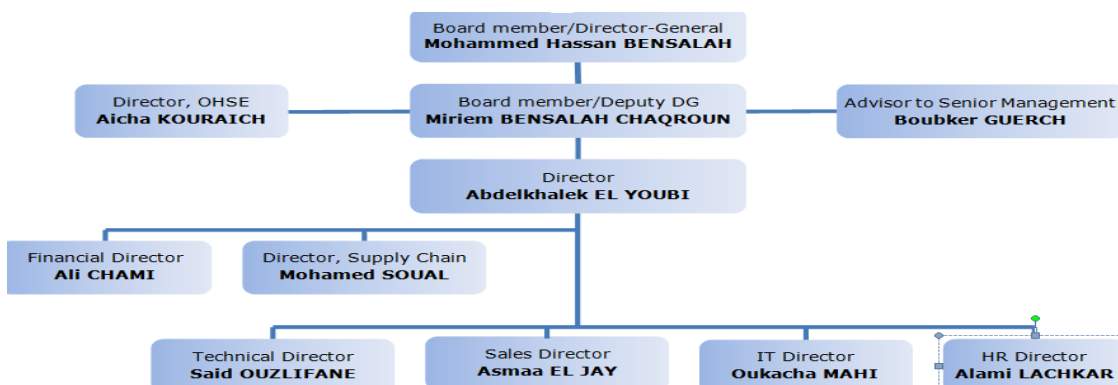 Board member/Director-General
Mohammed Hassan BENSALAH
Director, OHSE
Aicha KOURAICH
Board member/Deputy DG
Miriem BENSALAH CHAQROUN
Advisor to Senior Management
Boubker GUERCH
Director
Abdelkhalek EL YOUBI
Financial Director
Ali CHAMI
Director, Supply Chain
Mohamed SOUAL
Technical Director
Said OUZLIFANE
Sales Director
Asmaa EL JAY
IT Director
Oukacha MAHI
HR Director
Alami LACHKAR